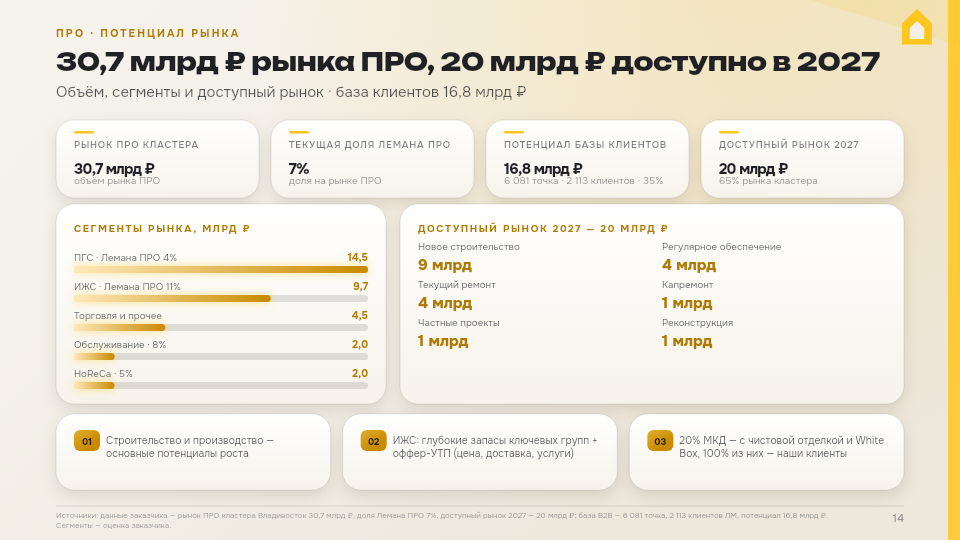 ПРО · ПОТЕНЦИАЛ РЫНКА
30,7 млрд ₽ рынка ПРО, 20 млрд ₽ доступно в 2027
Объём, сегменты и доступный рынок · база клиентов 16,8 млрд ₽
РЫНОК ПРО КЛАСТЕРА
30,7 млрд ₽
объём рынка ПРО
ТЕКУЩАЯ ДОЛЯ ЛЕМАНА ПРО
7%
доля на рынке ПРО
ПОТЕНЦИАЛ БАЗЫ КЛИЕНТОВ
16,8 млрд ₽
6 081 точка · 2 113 клиентов · 35%
ДОСТУПНЫЙ РЫНОК 2027
20 млрд ₽
65% рынка кластера
СЕГМЕНТЫ РЫНКА, МЛРД ₽
ПГС · Лемана ПРО 4% 14,5
ИЖС · Лемана ПРО 11% 9,7
Торговля и прочее 4,5
Обслуживание · 8% 2,0
HoReCa · 5% 2,0
ДОСТУПНЫЙ РЫНОК 2027 — 20 МЛРД ₽
Новое строительство
9 млрд
Регулярное обеспечение
4 млрд
Текущий ремонт
4 млрд
Капремонт
1 млрд
Частные проекты
1 млрд
Реконструкция
1 млрд
01 Строительство и производство —
основные потенциалы роста
02 ИЖС: глубокие запасы ключевых групп +
оффер-УТП (цена, доставка, услуги)
03 20% МКД — с чистовой отделкой и White
Box, 100% из них — наши клиенты
Источники: данные заказчика — рынок ПРО кластера Владивосток 30,7 млрд ₽, доля Лемана ПРО 7%, доступный рынок 2027 — 20 млрд ₽; база B2B — 6 081 точка, 2 113 клиентов ЛМ, потенциал 16,8 млрд ₽.
Сегменты — оценка заказчика.
14